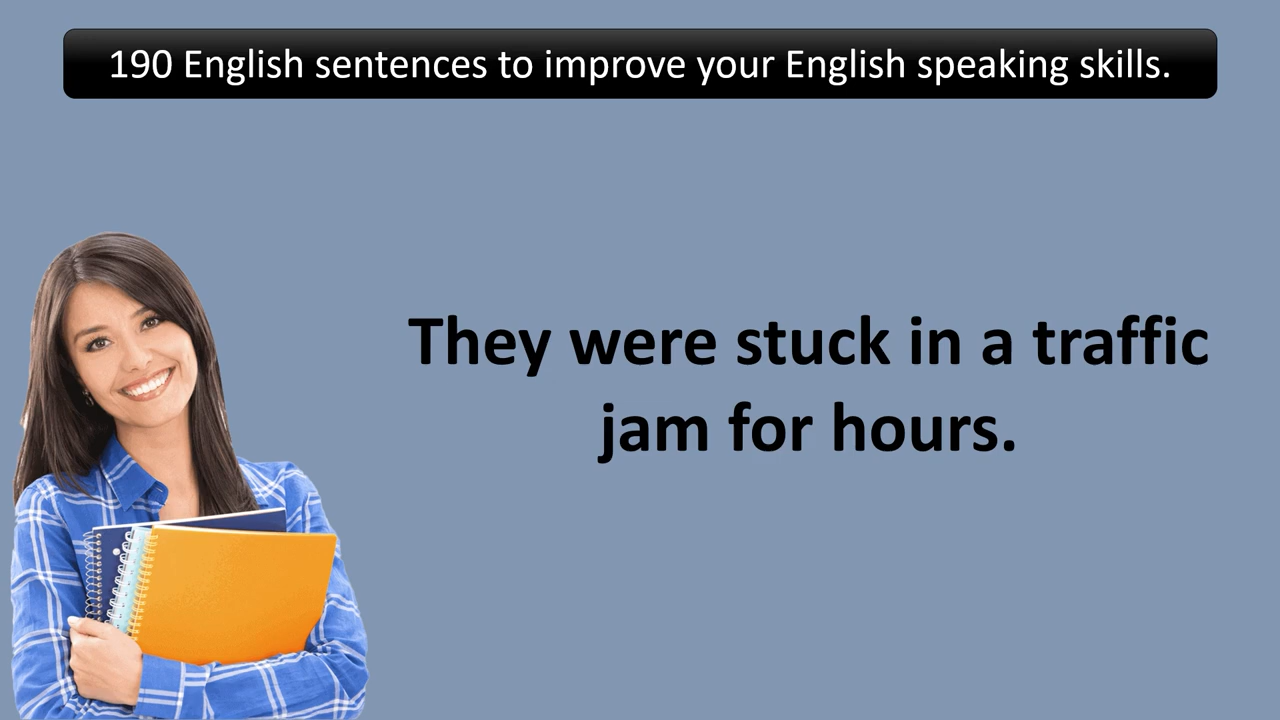 190 English sentences to improve your English speaking skills.
They were stuck in a traffic
jam for hours.